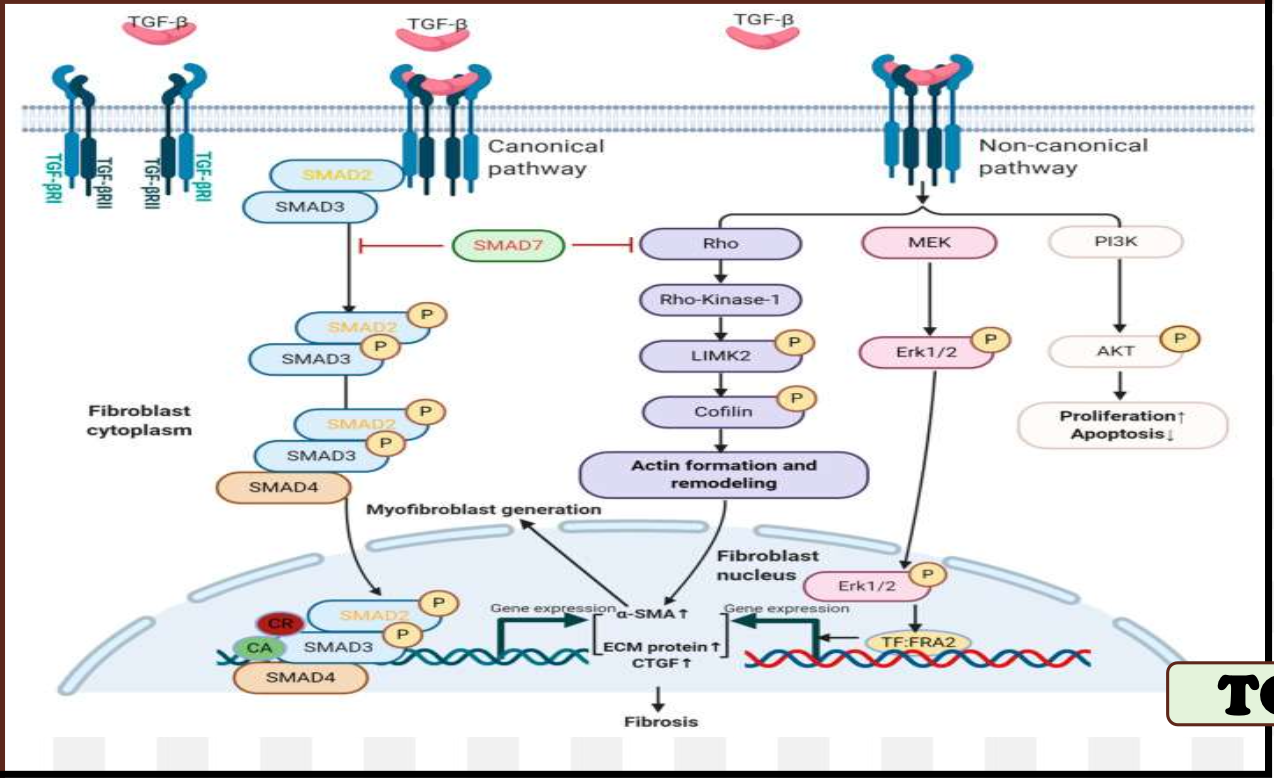 TGF-β
TGF-β
TGF-β
TGF-βRI
TGF-βRII
TGF-βRII
TGF-βRI
Canonical
pathway
Non-canonical
pathway
SMAD2
SMAD3
SMAD7
Rho
MEK
PI3K
Rho-Kinase-1
SMAD2
P
SMAD3
P
LIMK2
P
Erk1/2
P
AKT
P
Fibroblast
cytoplasm
SMAD2
P
SMAD3
P
SMAD4
Cofilin
P
Proliferation↑
Apoptosis↓
Actin formation and
remodeling
Myofibroblast generation
Fibroblast
nucleus
Erk1/2
P
SMAD2
P
CR
CA
SMAD3
P
SMAD4
Gene expression
α-SMA↑
Gene expression
ECM protein↑
CTGF↑
TF:FRA2
Fibrosis